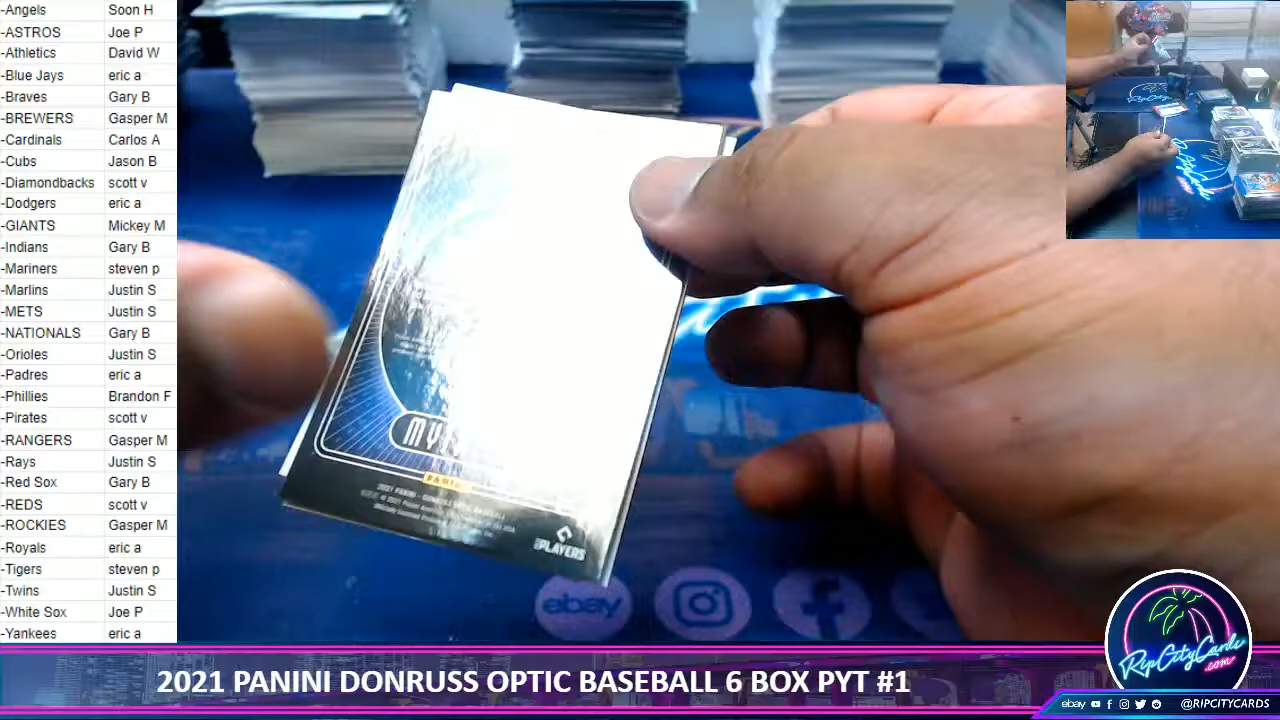 -Angels Soon H
-ASTROS Joe P
-Athletics David W
-Blue Jays eric a
-Braves Gary B
-BREWERS Gasper M
-Cardinals Carlos A
-Cubs Jason B
-Diamondbacks scott v
-Dodgers eric a
-GIANTS Mickey M
-Indians Gary B
-Mariners steven p
-Marlins Justin S
-METS Justin S
-NATIONALS Gary B
-Orioles Justin S
-Padres eric a
-Phillies Brandon F
-Pirates scott v
-RANGERS Gasper M
-Rays Justin S
-Red Sox Gary B
-REDS scott v
-ROCKIES Gasper M
-Royals eric a
-Tigers steven p
-Twins Justin S
-White Sox Joe P
-Yankees eric a
PANINI
PLAYERS
ebay
RipCityCards
.com
2021 PANINI DONRUSS OPTIC BASEBALL 6 BOX PYT #1
ebay @RIPCITYCARDS